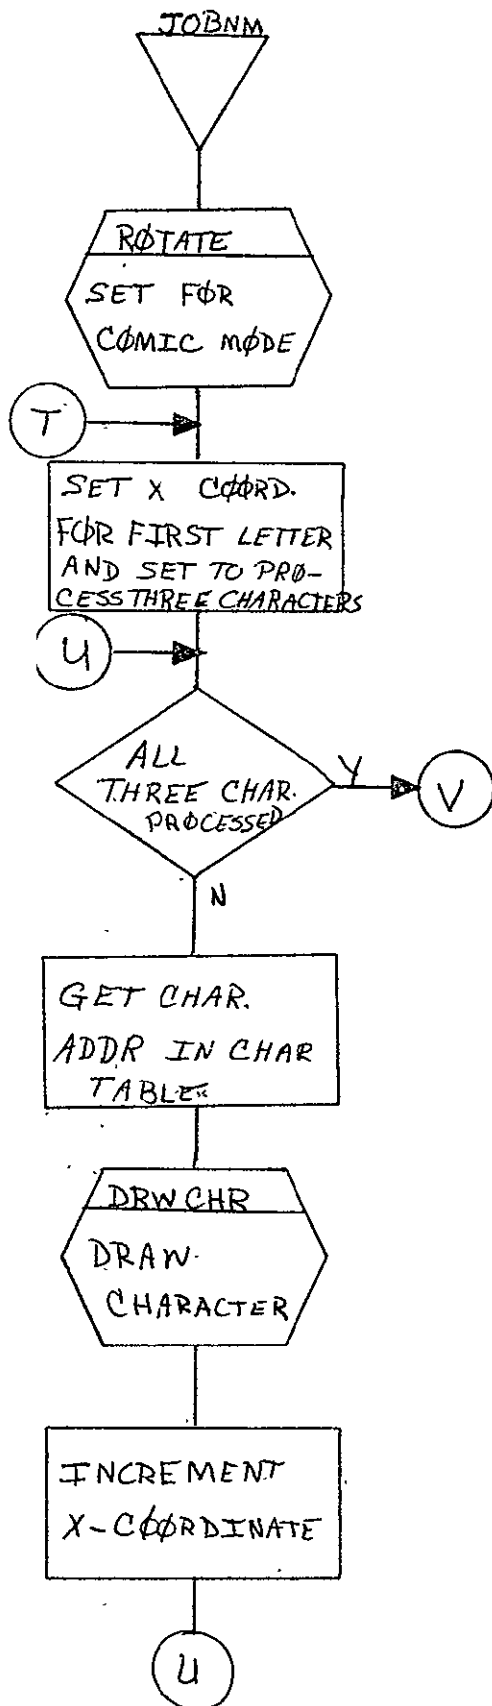 JOBNM
RØTATE
SET FØR
CØMIC MØDE
T
SET X CØØRD.
FØR FIRST LETTER
AND SET TO PRØ-
CESS THREE CHARACTERS
U
ALL
THREE CHAR.
PRØCESSED
Y
V
N
GET CHAR.
ADDR IN CHAR
TABLE
DRWCHR
DRAW
CHARACTER
INCREMENT
X-CØØRDINATE
U